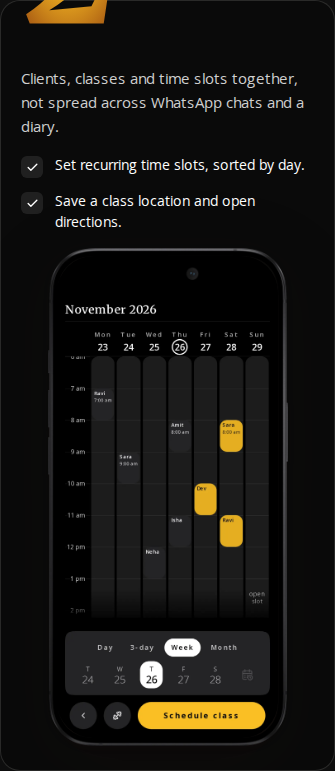 Clients, classes and time slots together,
not spread across WhatsApp chats and a
diary.
Set recurring time slots, sorted by day.
Save a class location and open
directions.
November 2026
Mon Tue Wed Thu Fri Sat Sun
23 24 25 26 27 28 29
6 am
7 am
Ravi
7:00 am
8 am
Amit
8:00 am
Sara
8:00 am
9 am
Sara
9:00 am
10 am
Dev
11 am
Isha
Ravi
12 pm
Neha
1 pm
open
slot
2 pm
Day 3-day Week Month
T W T F S
24 25 26 27 28
Schedule class